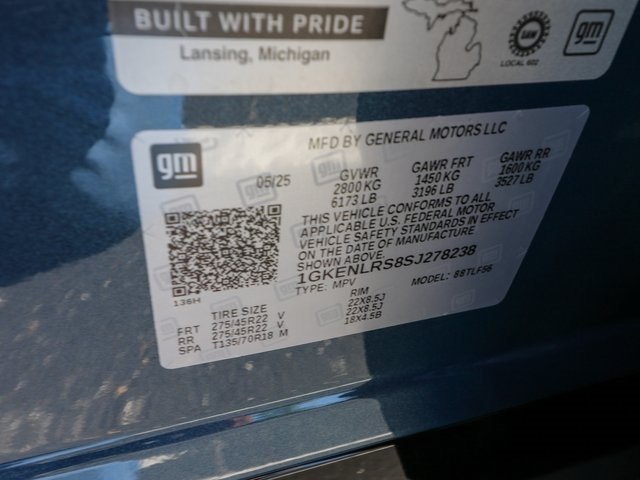 BUILT WITH PRIDE
Lansing, Michigan
UAW
LOCAL 602
gm
MFD BY GENERAL MOTORS LLC
gm
05/25
GVWR
2800 KG
6173 LB
GAWR FRT
1450 KG
3196 LB
GAWR RR
1600 KG
3527 LB
THIS VEHICLE CONFORMS TO ALL
APPLICABLE U.S. FEDERAL MOTOR
VEHICLE SAFETY STANDARDS IN EFFECT
ON THE DATE OF MANUFACTURE
SHOWN ABOVE.
1GKENLRS8SJ278238
TYPE: MPV
MODEL: 88TLF56
136H
TIRE SIZE
RIM
FRT 275/45R22 V 22X8.5J
RR 275/45R22 V 22X8.5J
SPA T135/70R18 M 18X4.5B